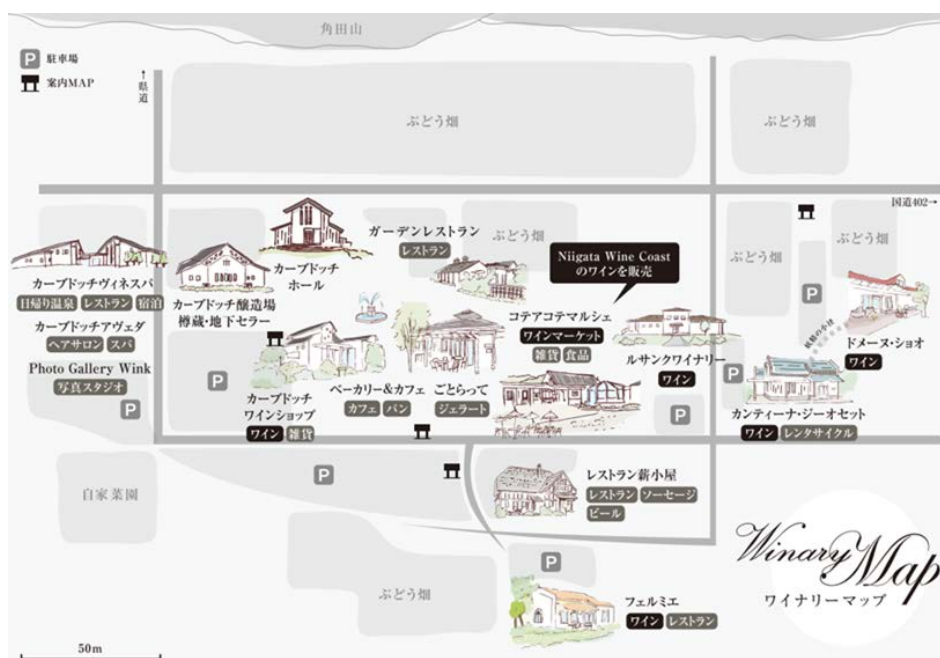 角田山
P 駐車場
案内MAP
↑県道
ぶどう畑
ぶどう畑
国道402→
ガーデンレストラン
レストラン
ぶどう畑
ぶどう畑
ぶどう畑
Niigata Wine Coast
のワインを販売
カーブドッチ
ホール
カーブドッチヴィネスパ
日帰り温泉 レストラン 宿泊
カーブドッチアヴェダ
ヘアサロン スパ
Photo Gallery Wink
写真スタジオ
P
カーブドッチ醸造場
樽蔵・地下セラー
P
カーブドッチ
ワインショップ
ワイン 雑貨
ベーカリー&カフェ
カフェ パン
ごとらって
ジェラート
コテアコテマルシェ
ワインマーケット
雑貨 食品
ルサンクワイナリー
ワイン
P
P
P
ドメーヌ・ショオ
ワイン
カンティーナ・ジーオセット
ワイン レンタサイクル
自家菜園
P
レストラン薪小屋
レストラン ソーセージ
ビール
ぶどう畑
P
フェルミエ
ワイン レストラン
Winary Map
ワイナリーマップ
50m